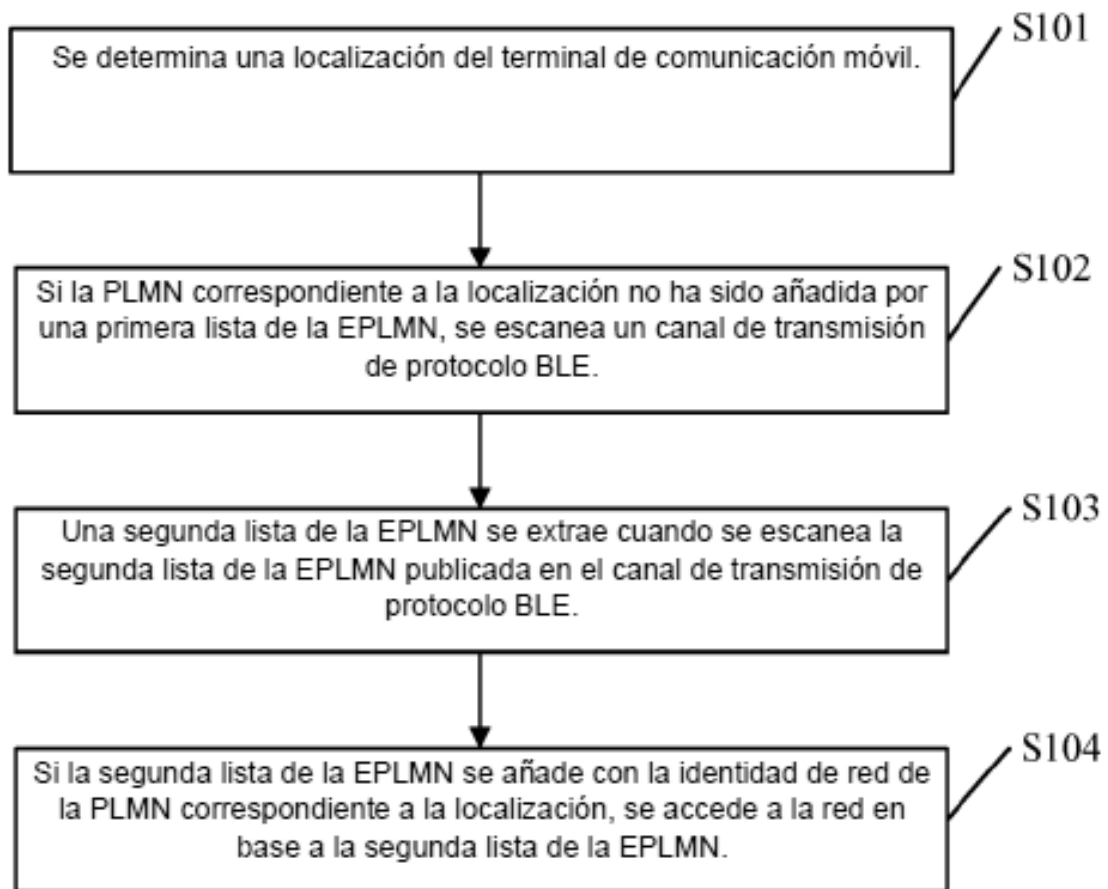 Se determina una localización del terminal de comunicación móvil.
S101
Si la PLMN correspondiente a la localización no ha sido añadida por
una primera lista de la EPLMN, se escanea un canal de transmisión
de protocolo BLE.
S102
Una segunda lista de la EPLMN se extrae cuando se escanea la
segunda lista de la EPLMN publicada en el canal de transmisión de
protocolo BLE.
S103
Si la segunda lista de la EPLMN se añade con la identidad de red de
la PLMN correspondiente a la localización, se accede a la red en
base a la segunda lista de la EPLMN.
S104